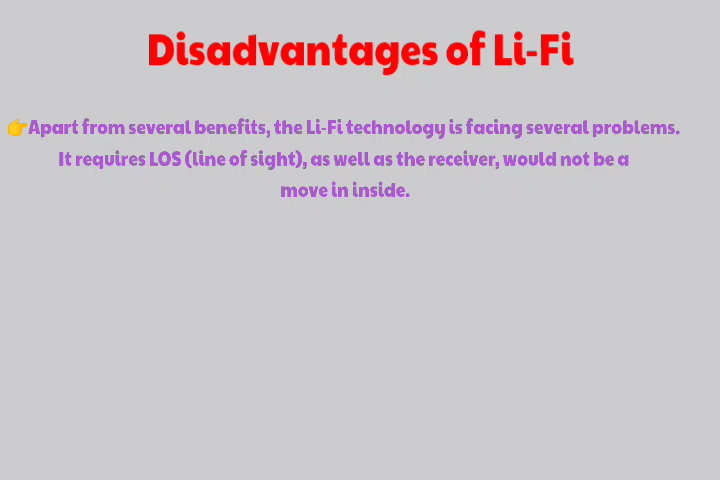 Disadvantages of Li-Fi
👉Apart from several benefits, the Li-Fi technology is facing several problems.
It requires LOS (line of sight), as well as the receiver, would not be a
move in inside.